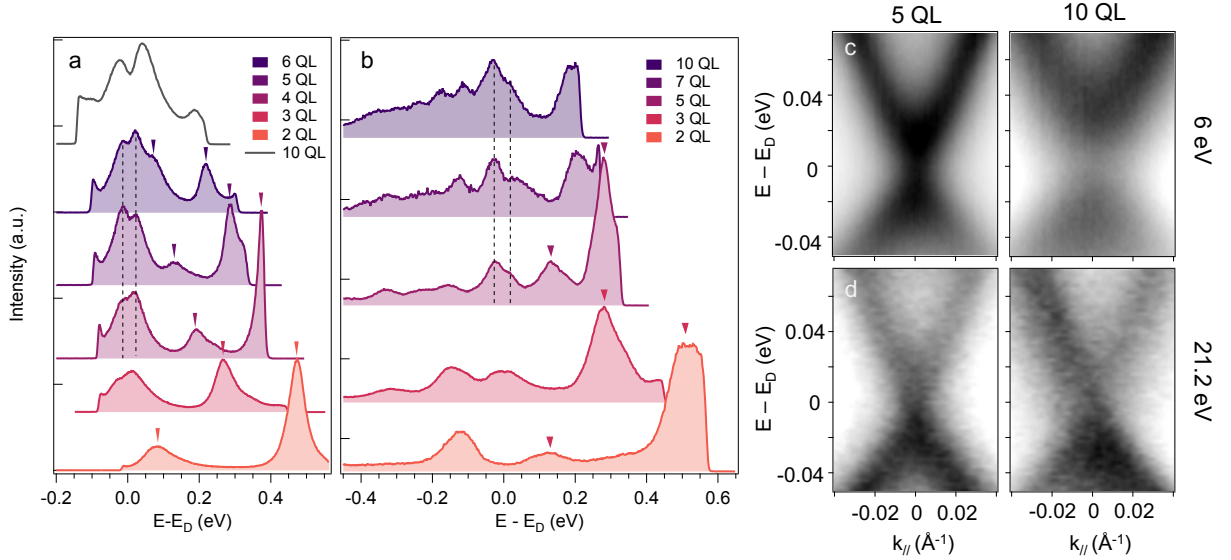 5 QL 10 QL
a
6 QL
5 QL
4 QL
3 QL
2 QL
10 QL
b
10 QL
7 QL
5 QL
3 QL
2 QL
Intensity (a.u.)
-0.2 0.0 0.2 0.4
E-E_D (eV)
-0.4 -0.2 0.0 0.2 0.4 0.6
E - E_D (eV)
c
0.04
0
-0.04
E – E_D (eV)
6 eV
d
0.04
0
-0.04
E – E_D (eV)
21.2 eV
-0.02 0 0.02
-0.02 0 0.02
k_{//} (Å⁻¹) k_{//} (Å⁻¹)